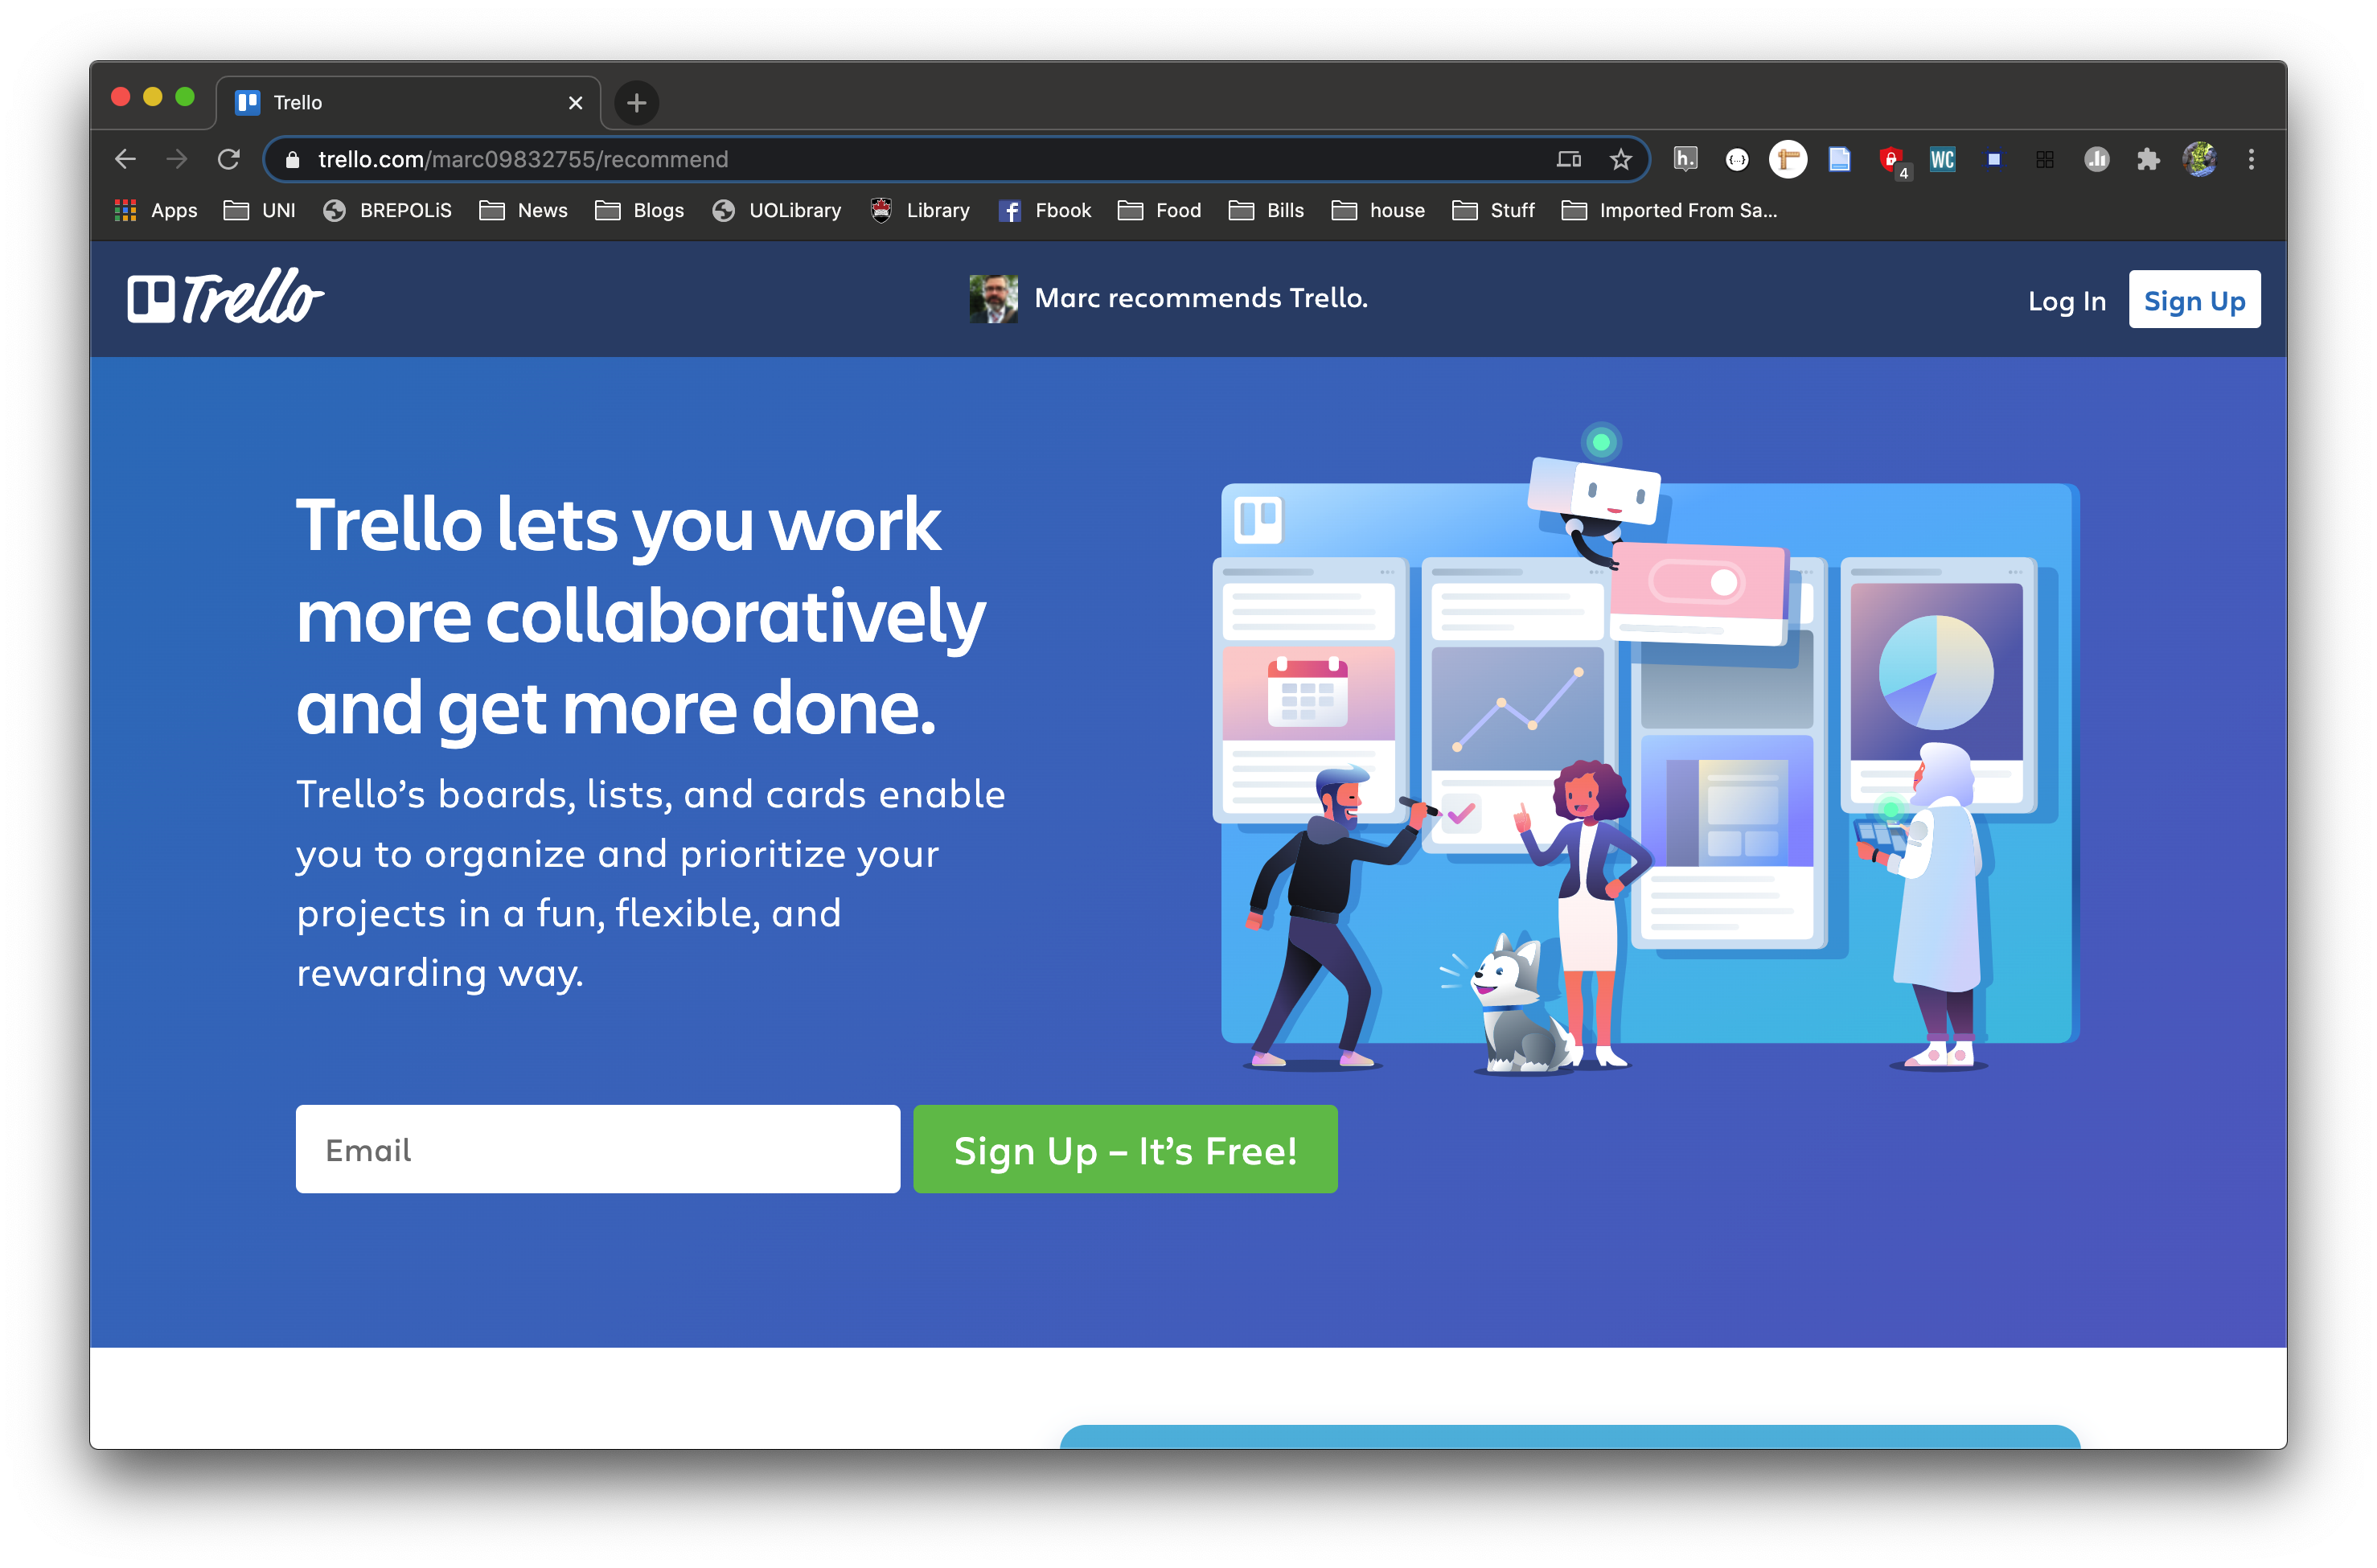 Trello
trello.com/marc09832755/recommend
h.
{...}
4
WC
Apps UNI BREPOLiS News Blogs UOLibrary Library Fbook Food Bills house Stuff Imported From Sa...
Trello
Marc recommends Trello.
Log In
Sign Up
Trello lets you work
more collaboratively
and get more done.
Trello’s boards, lists, and cards enable
you to organize and prioritize your
projects in a fun, flexible, and
rewarding way.
Email
Sign Up – It’s Free!